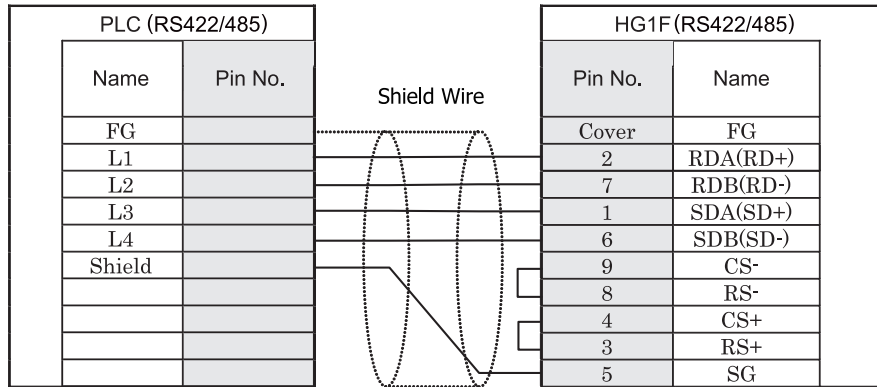 PLC (RS422/485) HG1F(RS422/485)
Name Pin No. Pin No. Name
Shield Wire
FG Cover FG
L1 2 RDA(RD+)
L2 7 RDB(RD-)
L3 1 SDA(SD+)
L4 6 SDB(SD-)
Shield 9 CS-
8 RS-
4 CS+
3 RS+
5 SG